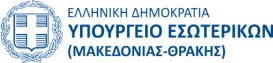 ΕΛΛΗΝΙΚΗ ΔΗΜΟΚΡΑΤΙΑ
ΥΠΟΥΡΓΕΙΟ ΕΣΩΤΕΡΙΚΩΝ
(ΜΑΚΕΔΟΝΙΑΣ-ΘΡΑΚΗΣ)